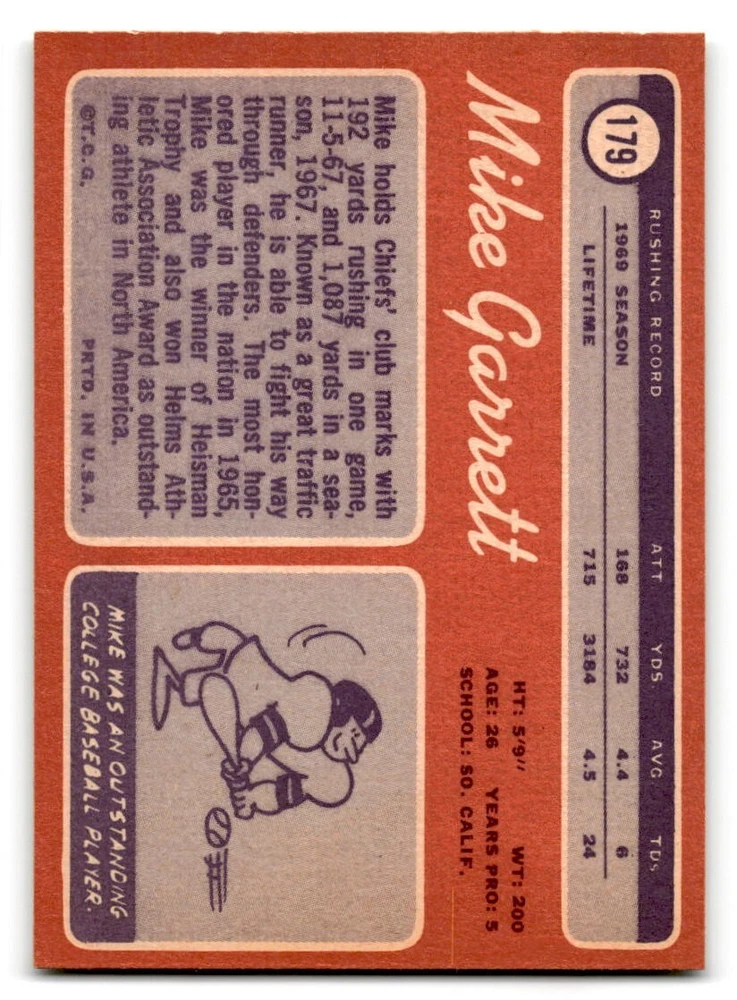 179
RUSHING RECORD ATT YDS. AVG TDs
1969 SEASON 168 732 4.4 6
LIFETIME 715 3184 4.5 24
Mike Garrett
HT: 5'9" WT: 200
AGE: 26 YEARS PRO: 5
SCHOOL: SO. CALIF.
Mike holds Chiefs' club marks with
192 yards rushing in one game,
11-5-67, and 1,087 yards in a sea-
son, 1967. Known as a great traffic
runner, he is able to fight his way
through defenders. The most hon-
ored player in the nation in 1965,
Mike was the winner of Heisman
Trophy and also won Helms Ath-
letic Association Award as outstand-
ing athlete in North America.
©T.C.G. PRTD. IN U.S.A.
MIKE WAS AN OUTSTANDING
COLLEGE BASEBALL PLAYER.